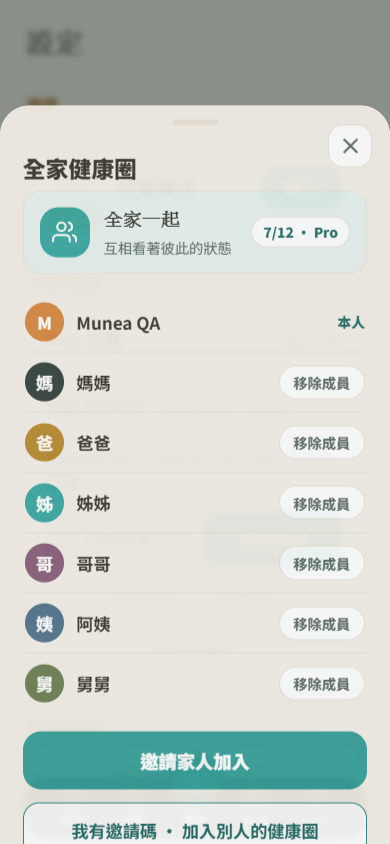 設定
全家健康圈
全家一起
互相看著彼此的狀態
7/12 · Pro
M
Munea QA
本人
媽
媽媽
移除成員
爸
爸爸
移除成員
姊
姊姊
移除成員
哥
哥哥
移除成員
姨
阿姨
移除成員
舅
舅舅
移除成員
邀請家人加入
我有邀請碼 · 加入別人的健康圈